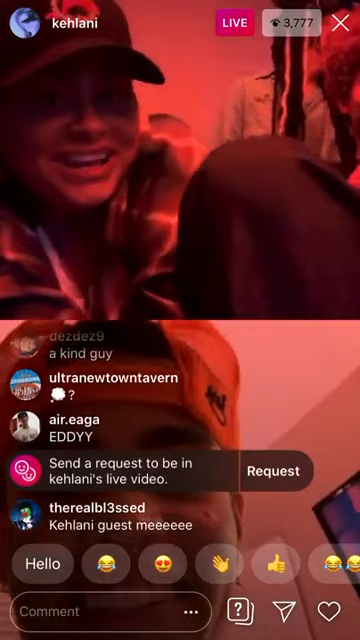 kehlani
LIVE
3,777
dezdez9
a kind guy
ultranewtowntavern
💭?
air.eaga
EDDYY
Send a request to be in
kehlani's live video.
Request
therealbl3ssed
Kehlani guest meeeeee
Hello 😂 😍 👋 👍 😂😂
Comment